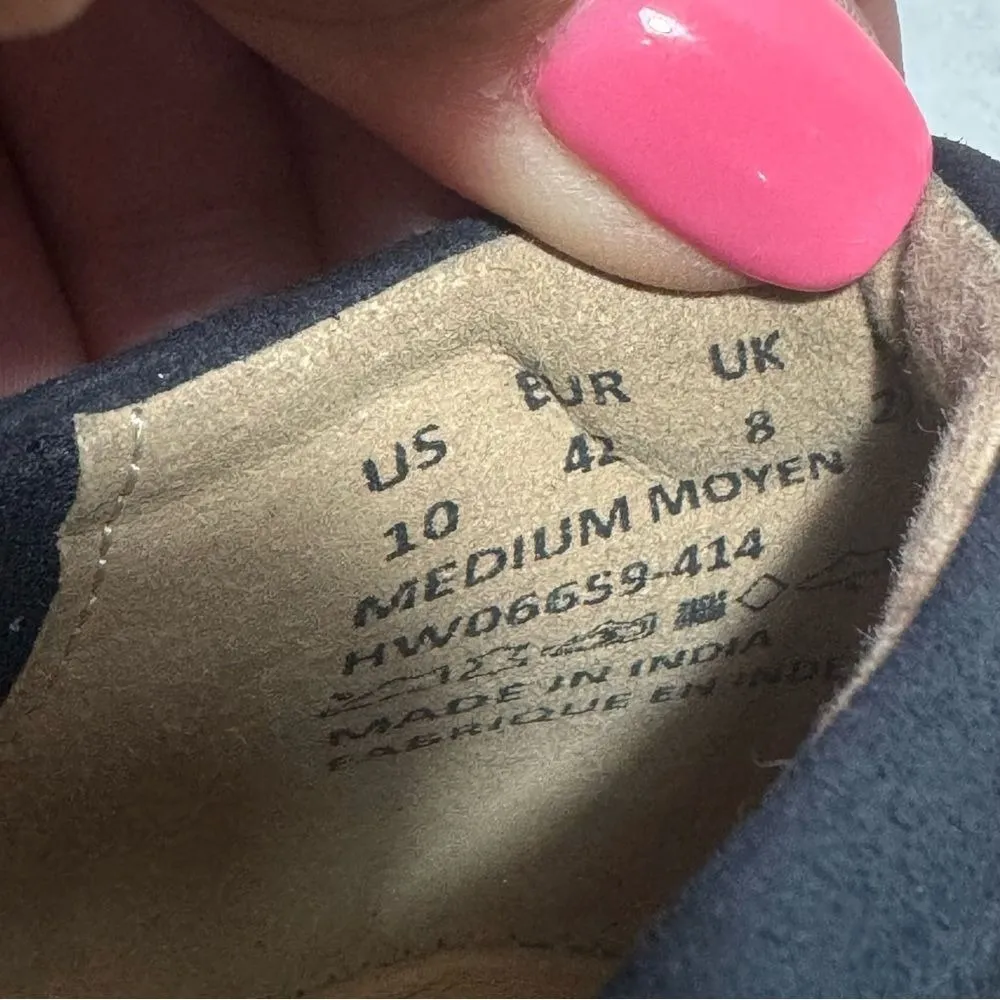 US EUR UK
10 42 8
MEDIUM MOYEN
HW06659-414
MADE IN INDIA
FABRIQUE EN INDE